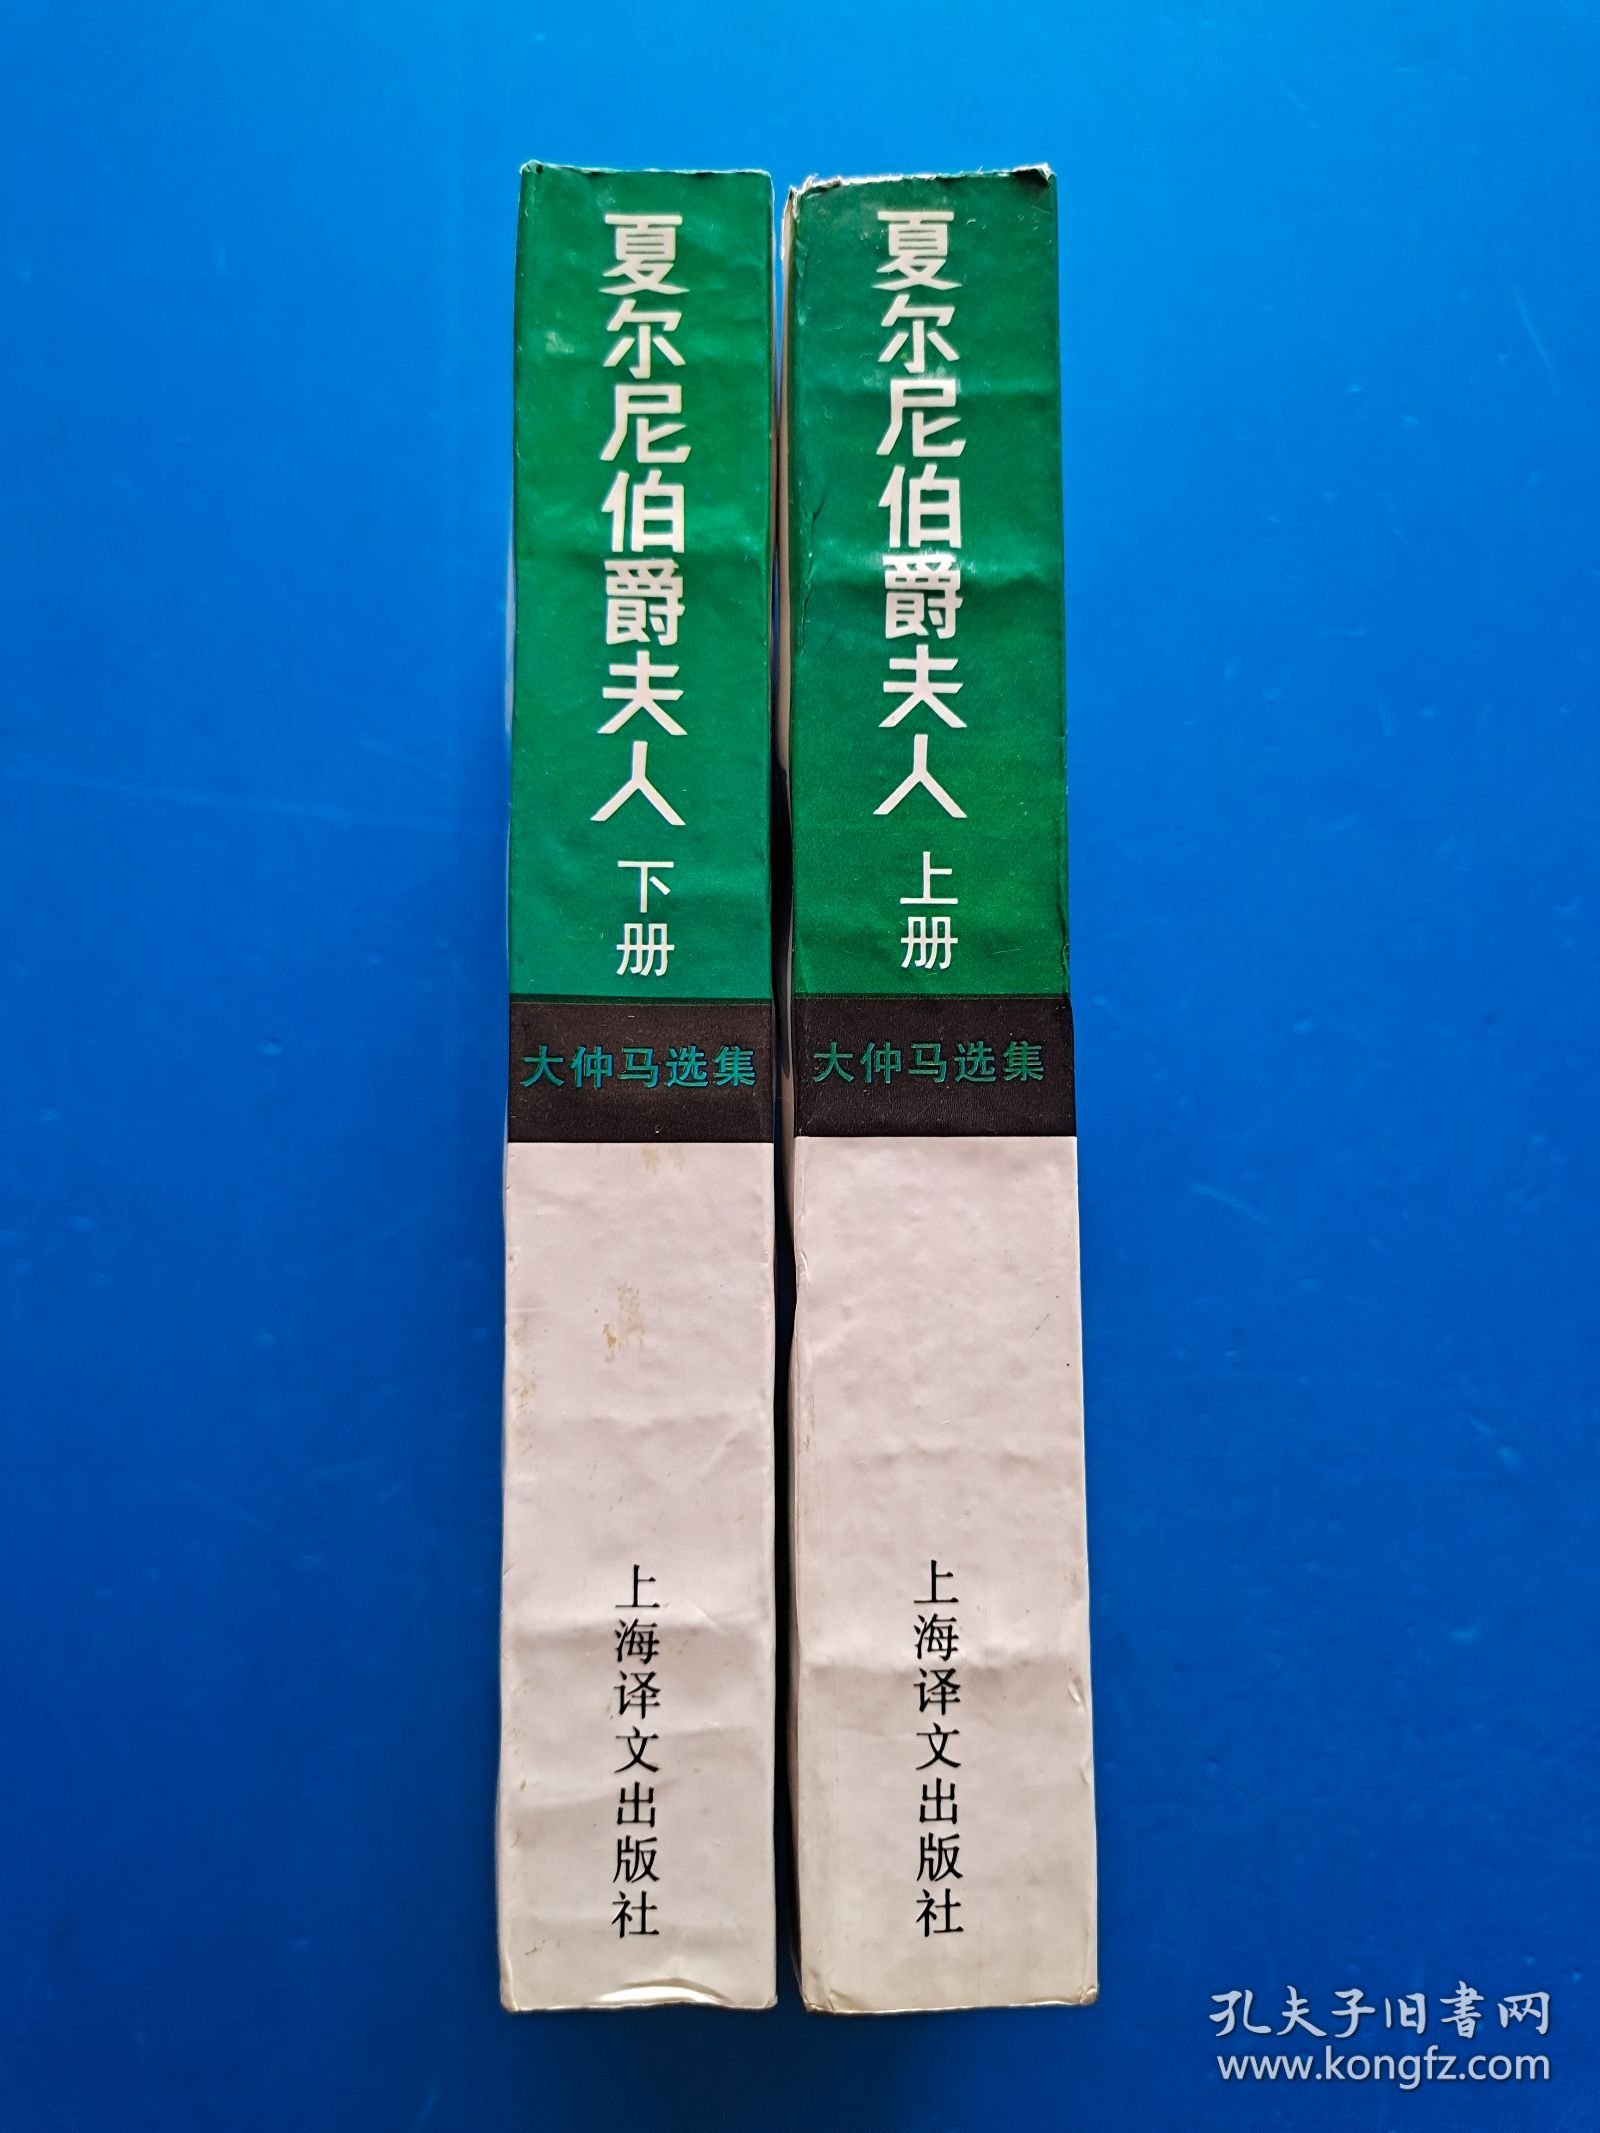 夏尔尼伯爵夫人
下册
大仲马选集
上海译文出版社
夏尔尼伯爵夫人
上册
大仲马选集
上海译文出版社
孔夫子旧书网
www.kongfz.com